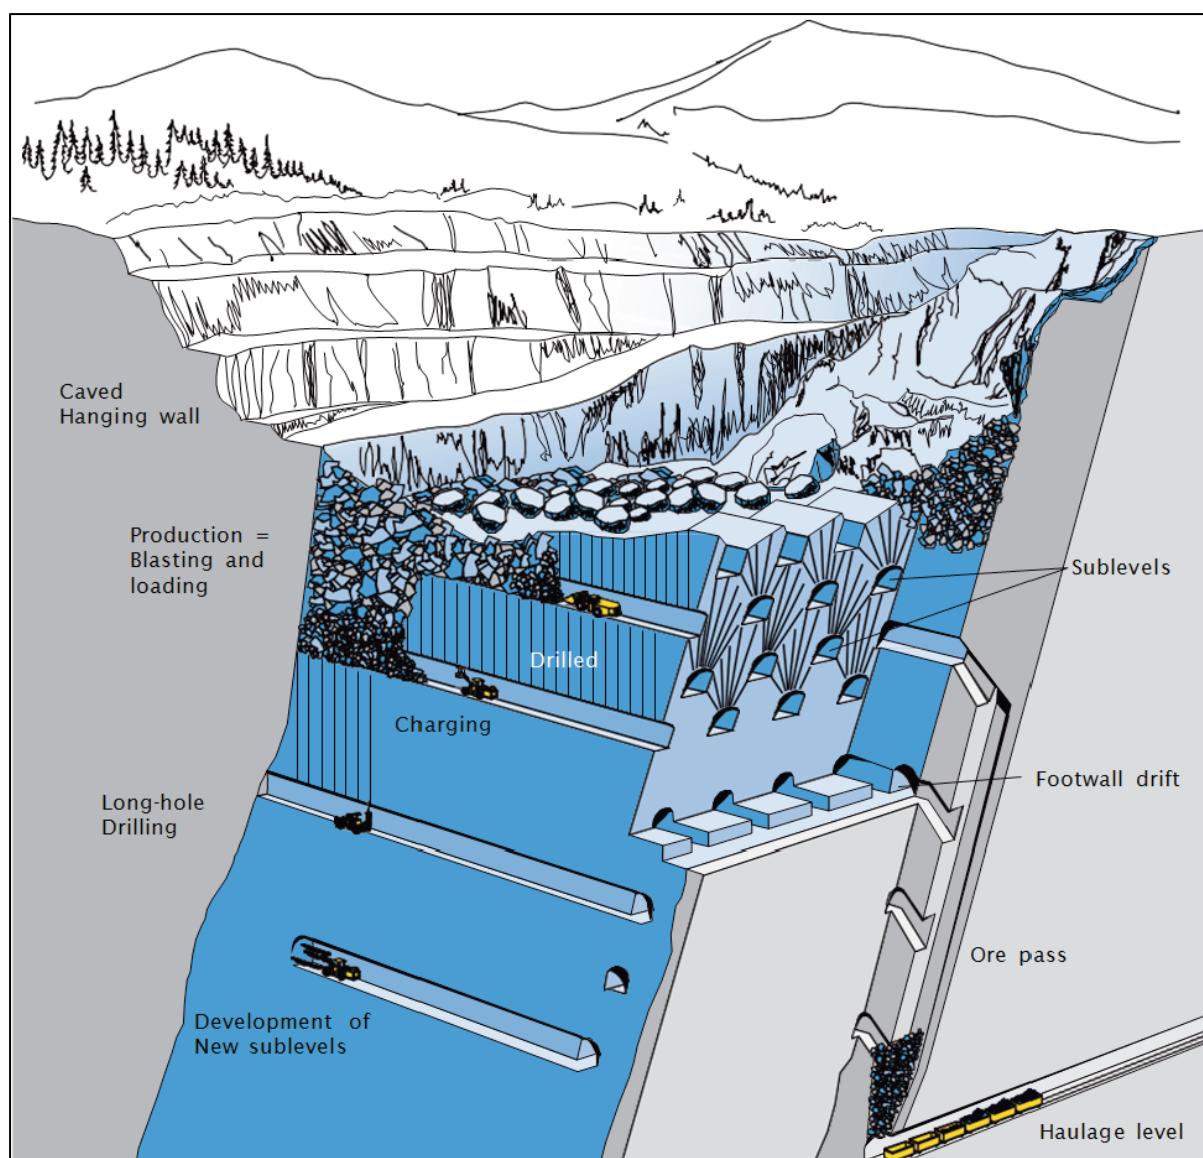 Caved
Hanging wall
Production =
Blasting and
loading
Sublevels
Drilled
Charging
Footwall drift
Long-hole
Drilling
Ore pass
Development of
New sublevels
Haulage level